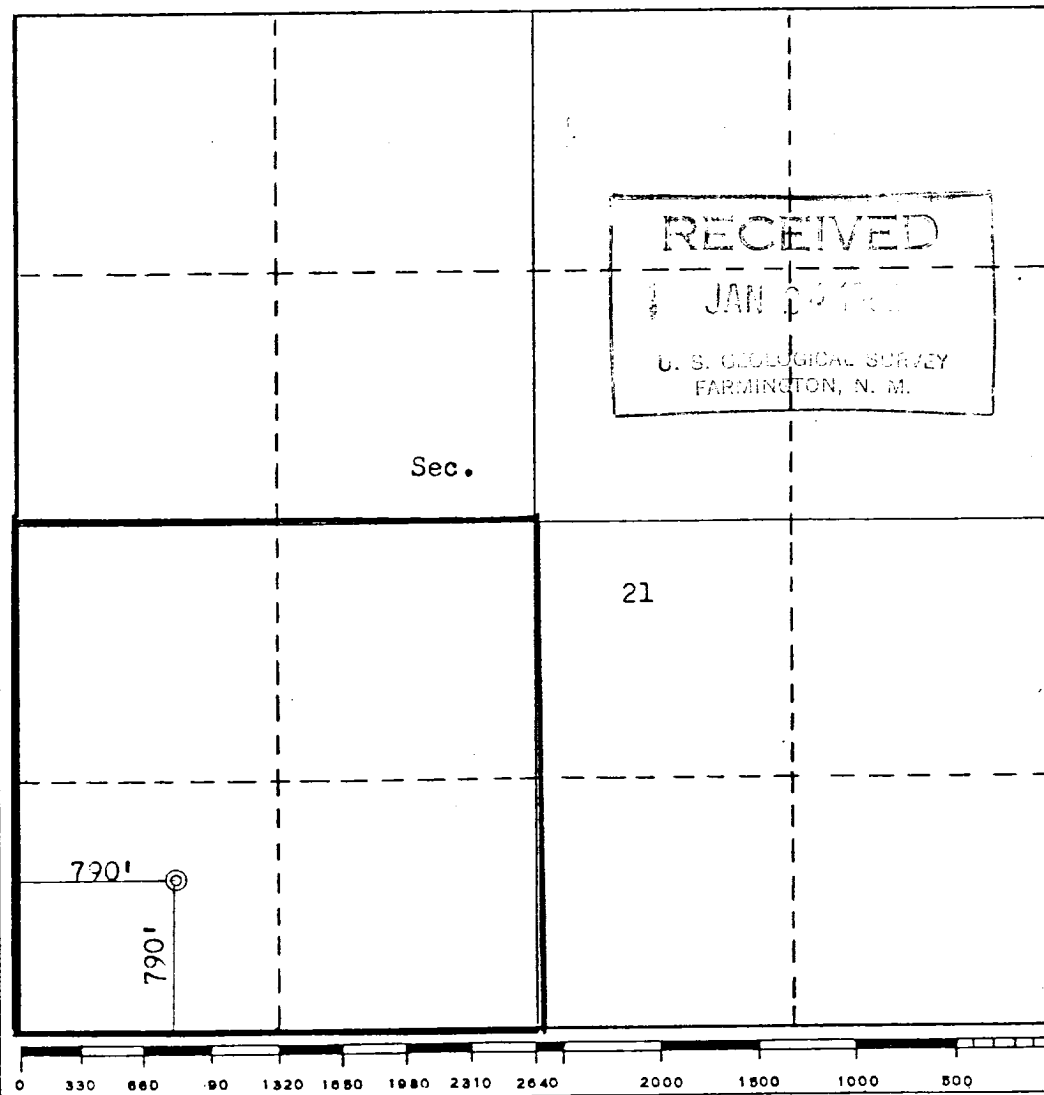 RECEIVED
JAN
U. S. GEOLOGICAL SURVEY
FARMINGTON, N. M.
Sec.
21
790'
790'
0 330 660 90 1320 1650 1980 2310 2640 2000 1500 1000 500